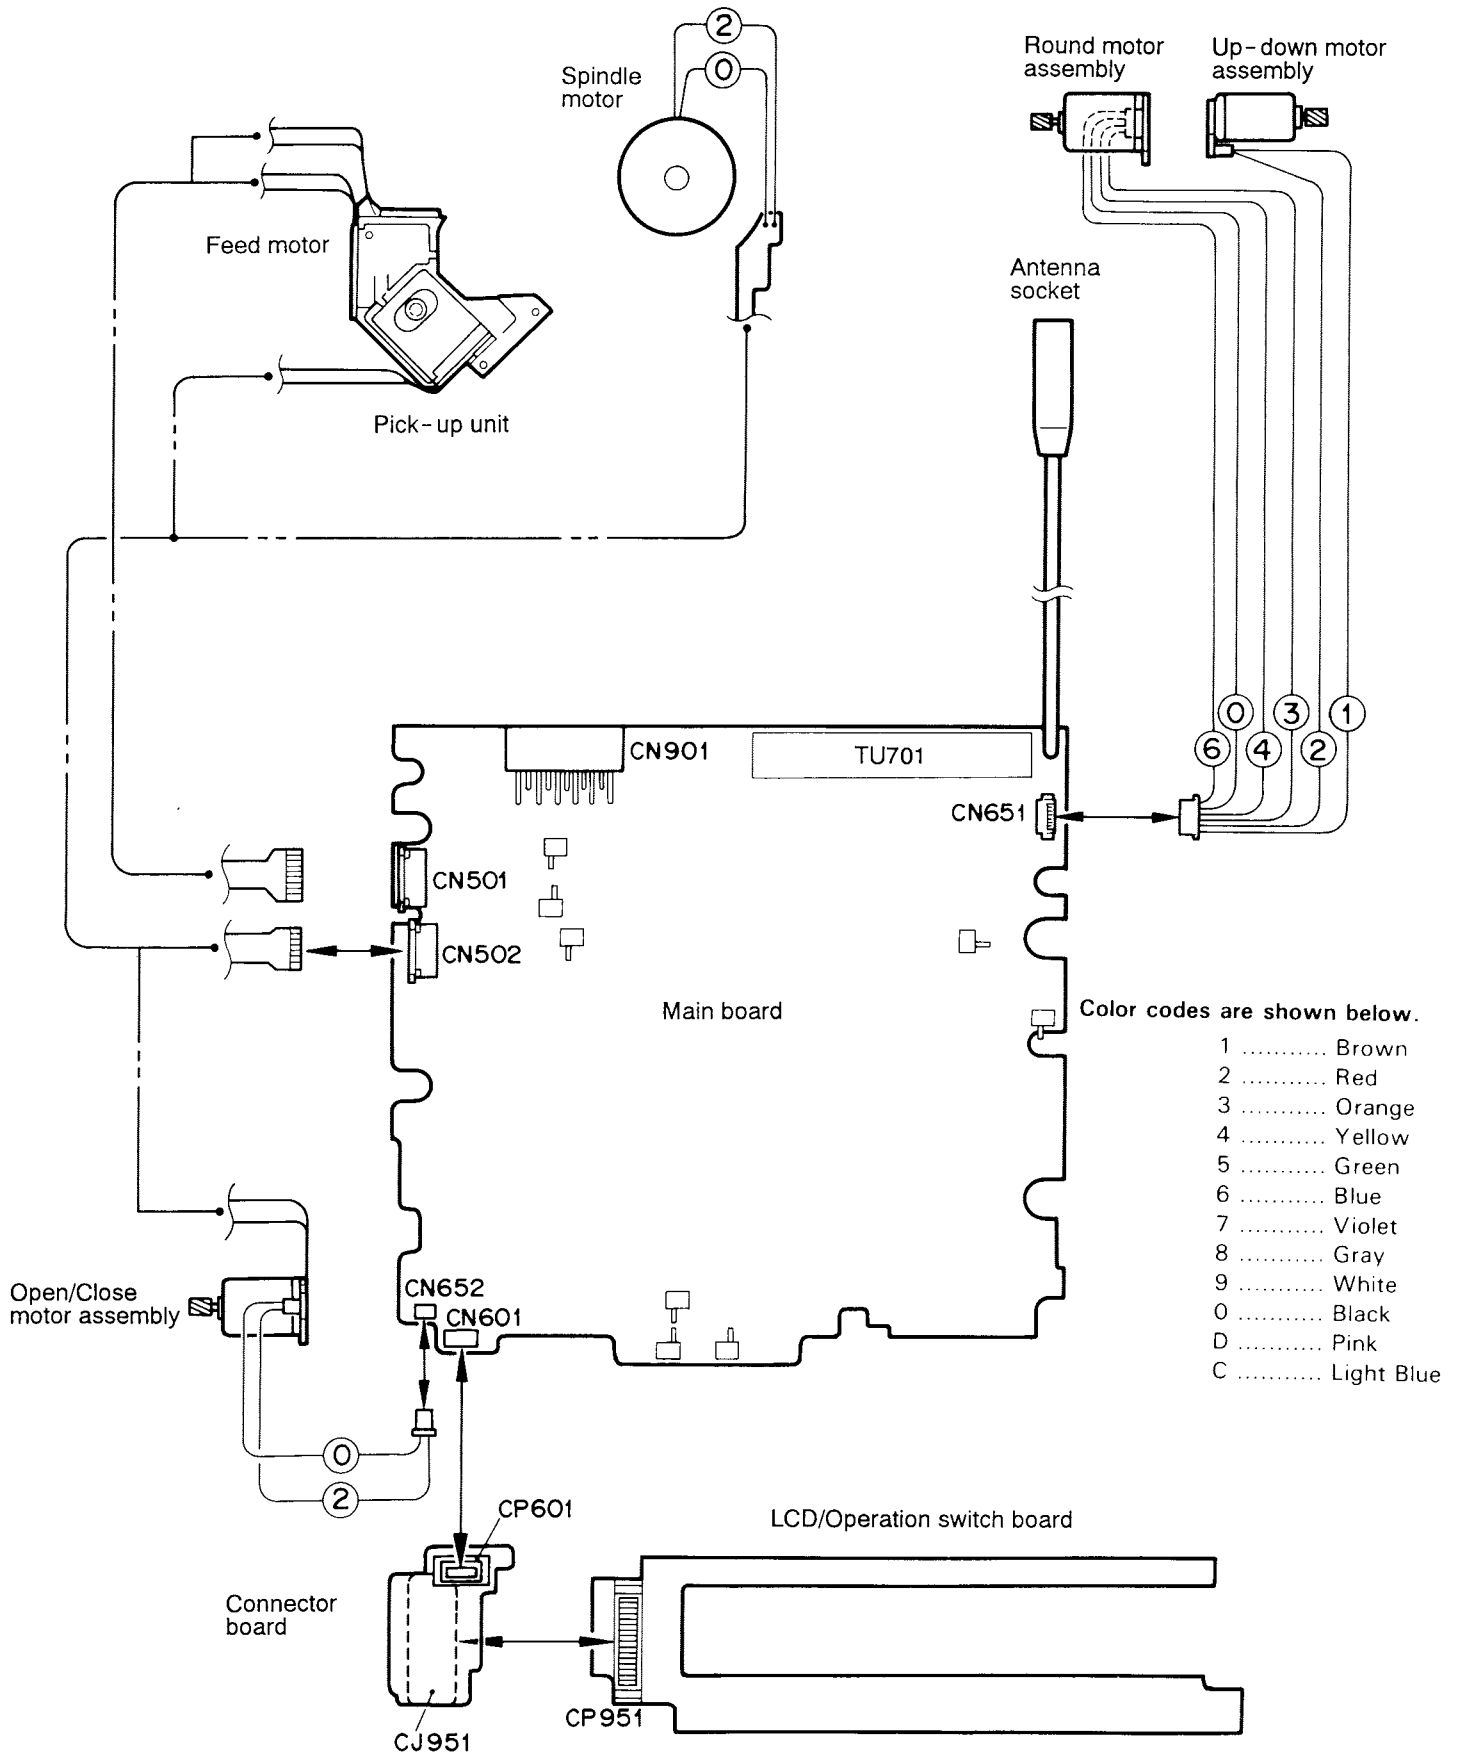 2
0
Spindle
motor
Round motor
assembly
Up-down motor
assembly
Feed motor
Antenna
socket
Pick-up unit
0
3
1
6
4
2
CN901
TU701
CN651
CN501
CN502
Main board
Color codes are shown below.
1 ........... Brown
2 ........... Red
3 ........... Orange
4 ........... Yellow
5 ........... Green
6 ........... Blue
7 ........... Violet
8 ........... Gray
9 ........... White
0 ........... Black
D ........... Pink
C ........... Light Blue
Open/Close
motor assembly
CN652
CN601
0
2
CP601
LCD/Operation switch board
Connector
board
CP951
CJ951